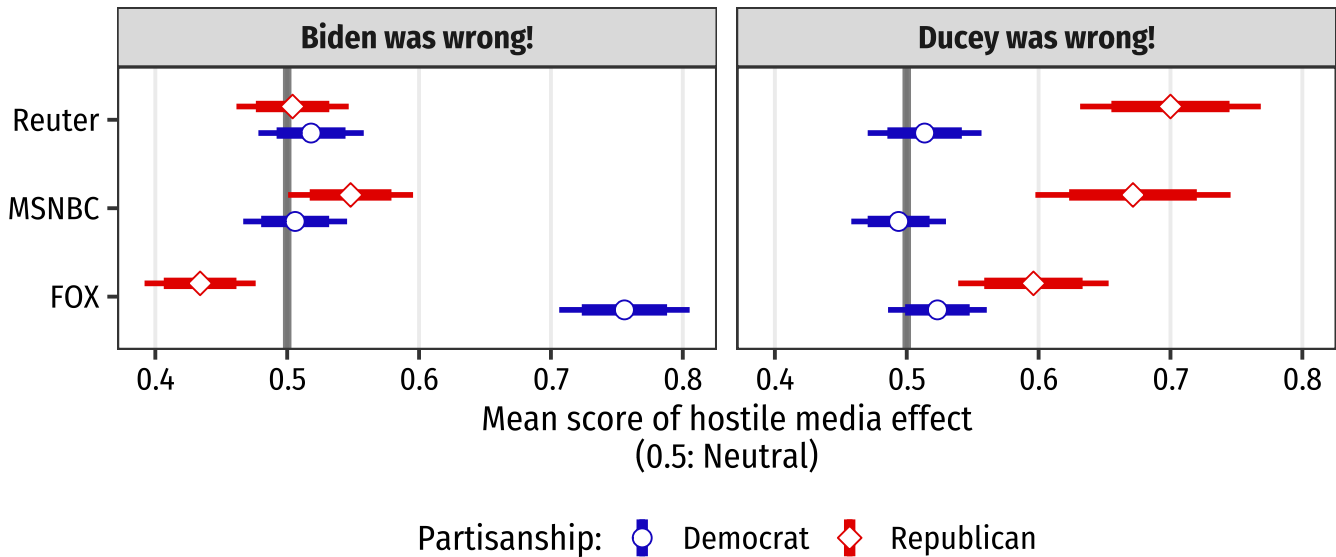 Biden was wrong!
Ducey was wrong!
Reuter
MSNBC
FOX
0.4 0.5 0.6 0.7 0.8
0.4 0.5 0.6 0.7 0.8
Mean score of hostile media effect
(0.5: Neutral)
Partisanship: Democrat Republican